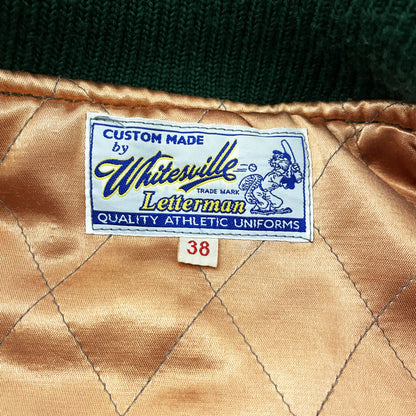 CUSTOM MADE
by
Whitesville
TRADE MARK
Letterman
QUALITY ATHLETIC UNIFORMS
38